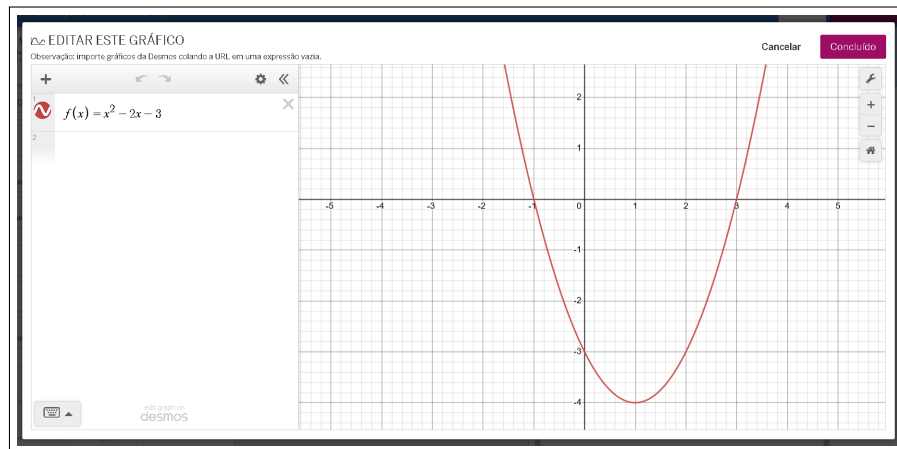 EDITAR ESTE GRÁFICO
Observação: importe gráficos da Desmos colando a URL em uma expressão vazia.
Cancelar
Concluído
1
f(x) = x² − 2x − 3
2
2
1
-5 -4 -3 -2 -1 0 1 2 3 4 5
-1
-2
-3
-4
edit graph on
desmos